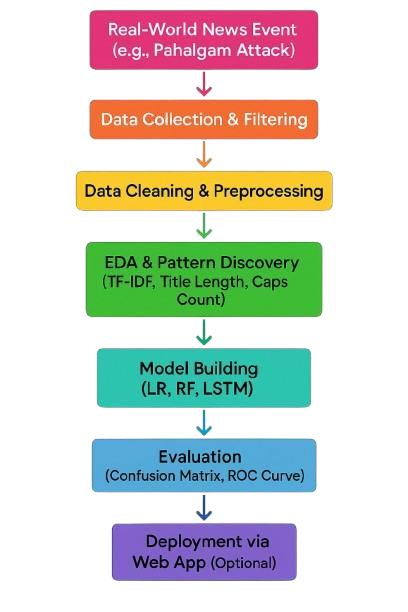 Real-World News Event
(e.g., Pahalgam Attack)
Data Collection & Filtering
Data Cleaning & Preprocessing
EDA & Pattern Discovery
(TF-IDF, Title Length, Caps
Count)
Model Building
(LR, RF, LSTM)
Evaluation
(Confusion Matrix, ROC Curve)
Deployment via
Web App (Optional)